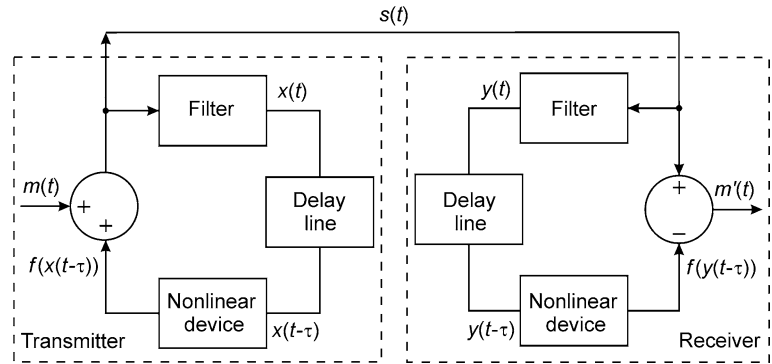 s(t)
Filter
x(t)
m(t)
+
+
Delay
line
f(x(t-τ))
Nonlinear
device
x(t-τ)
Transmitter
y(t)
Filter
Delay
line
+
−
m'(t)
f(y(t-τ))
Nonlinear
device
y(t-τ)
Receiver